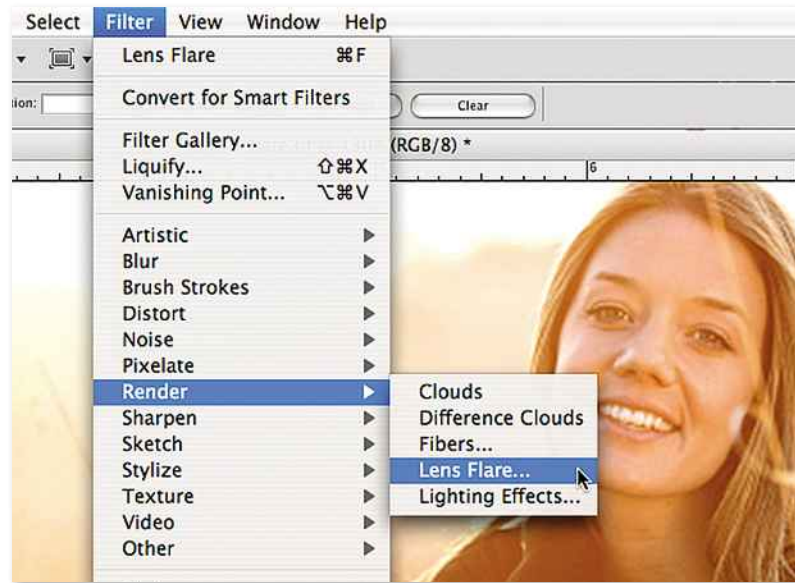 Select Filter View Window Help
Lens Flare ⌘F
Convert for Smart Filters
Clear
Filter Gallery...
(RGB/8) *
Liquify... ⇧⌘X
6
Vanishing Point... ⌥⌘V
Artistic
Blur
Brush Strokes
Distort
Noise
Pixelate
Render
Sharpen
Sketch
Stylize
Texture
Video
Other
Clouds
Difference Clouds
Fibers...
Lens Flare...
Lighting Effects...